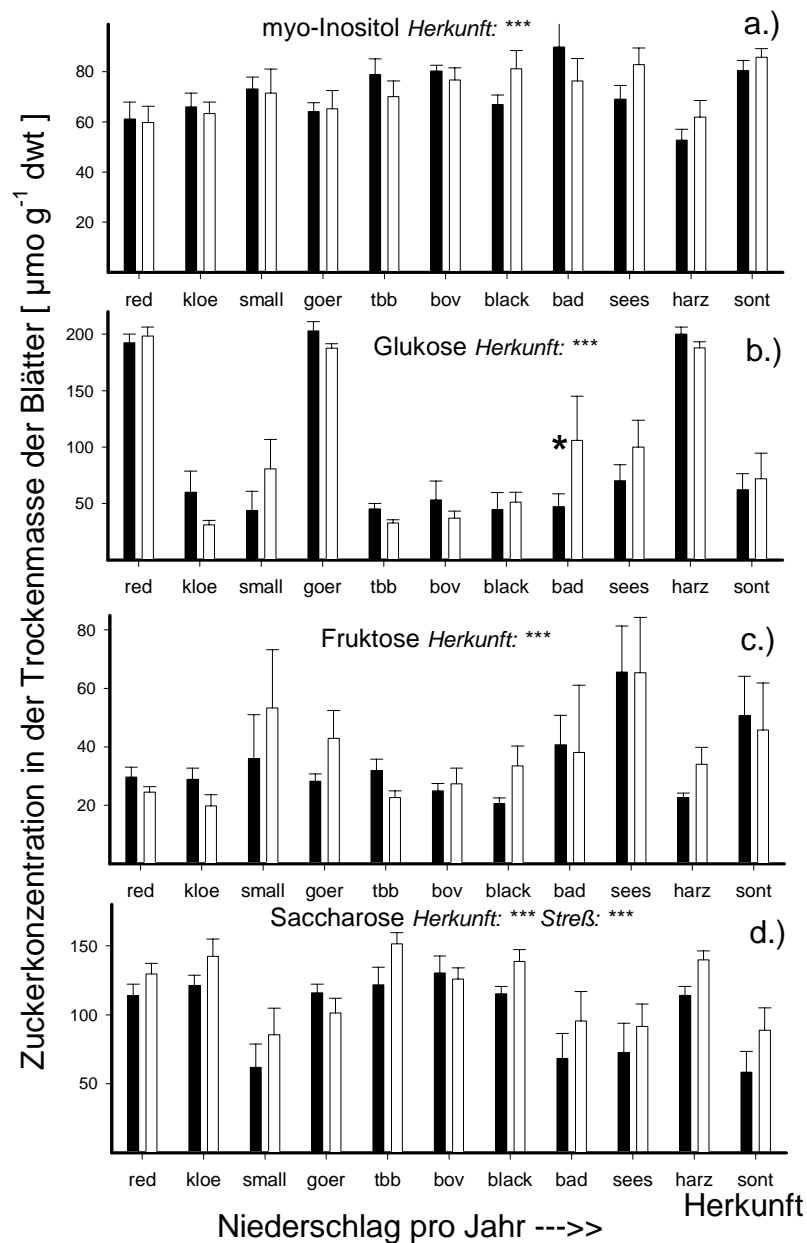 Zuckerkonzentration in der Trockenmasse der Blätter [ µmo g⁻¹ dwt ]
myo-Inositol Herkunft: *** a.)
80
60
40
20
red kloe small goer tbb bov black bad sees harz sont
Glukose Herkunft: *** b.)
200
150
100
50
*
red kloe small goer tbb bov black bad sees harz sont
Fruktose Herkunft: *** c.)
80
60
40
20
red kloe small goer tbb bov black bad sees harz sont
Saccharose Herkunft: *** Streß: *** d.)
150
100
50
red kloe small goer tbb bov black bad sees harz sont
Herkunft
Niederschlag pro Jahr --->>